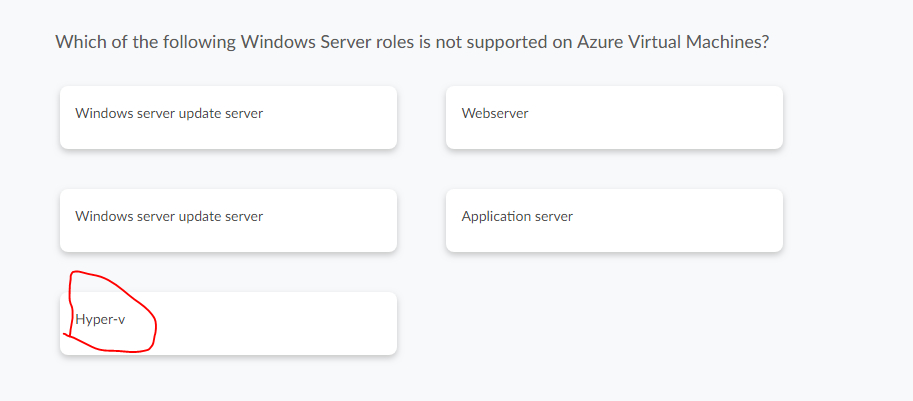 Which of the following Windows Server roles is not supported on Azure Virtual Machines?
Windows server update server
Webserver
Windows server update server
Application server
Hyper-v